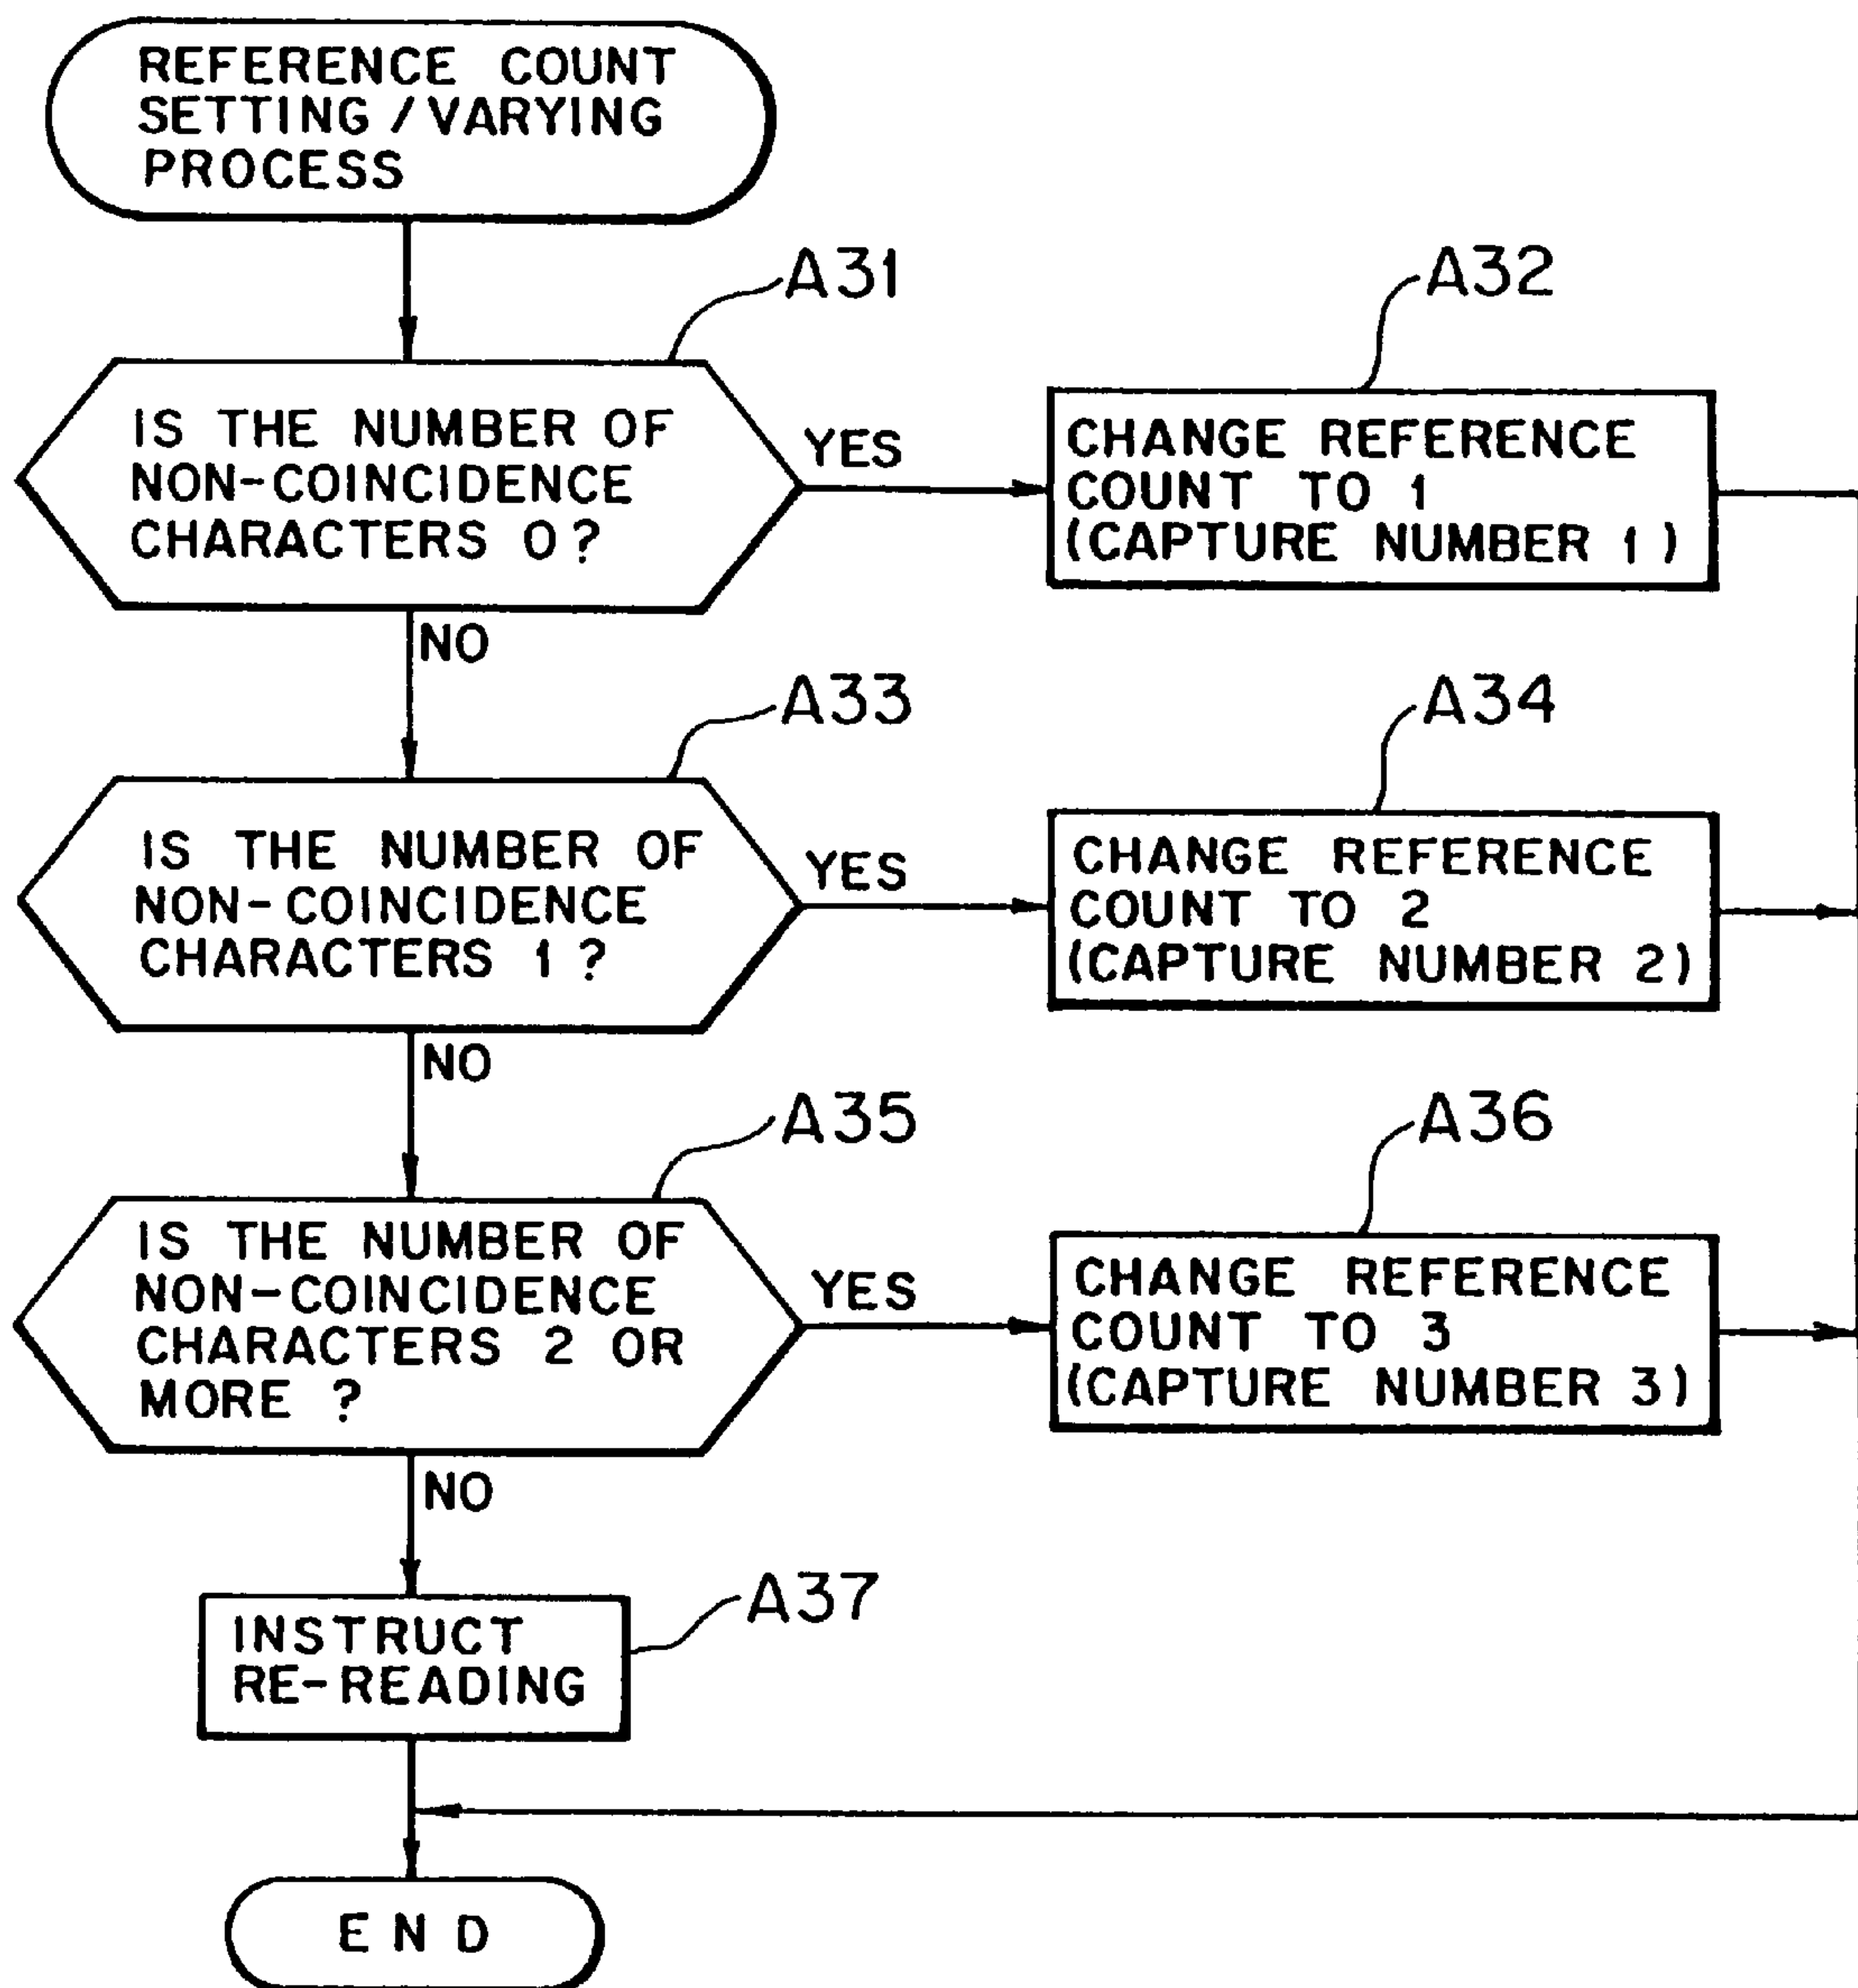 REFERENCE COUNT
SETTING/VARYING
PROCESS
A31
IS THE NUMBER OF
NON-COINCIDENCE
CHARACTERS 0?
YES
A32
CHANGE REFERENCE
COUNT TO 1
(CAPTURE NUMBER 1)
NO
A33
IS THE NUMBER OF
NON-COINCIDENCE
CHARACTERS 1?
YES
A34
CHANGE REFERENCE
COUNT TO 2
(CAPTURE NUMBER 2)
NO
A35
IS THE NUMBER OF
NON-COINCIDENCE
CHARACTERS 2 OR
MORE ?
YES
A36
CHANGE REFERENCE
COUNT TO 3
(CAPTURE NUMBER 3)
NO
A37
INSTRUCT
RE-READING
END